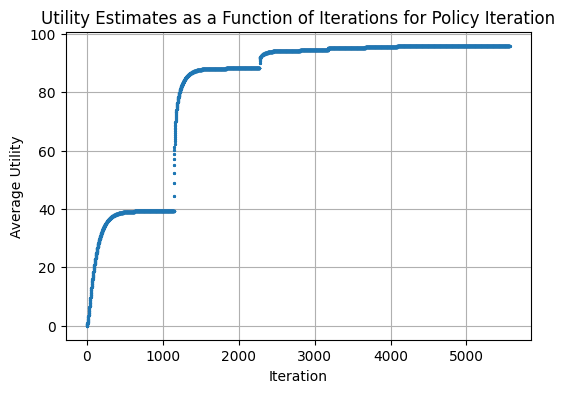 Utility Estimates as a Function of Iterations for Policy Iteration
100
80
60
40
20
0
Average Utility
0 1000 2000 3000 4000 5000
Iteration